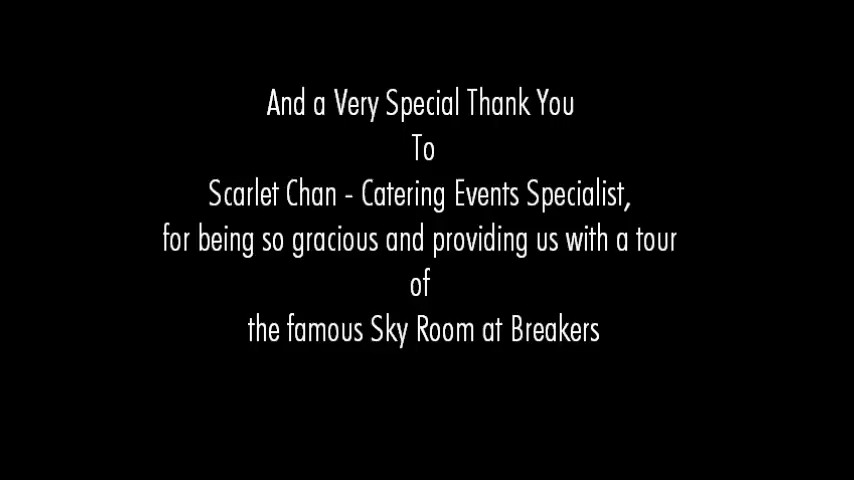 And a Very Special Thank You
To
Scarlet Chan - Catering Events Specialist,
for being so gracious and providing us with a tour
of
the famous Sky Room at Breakers